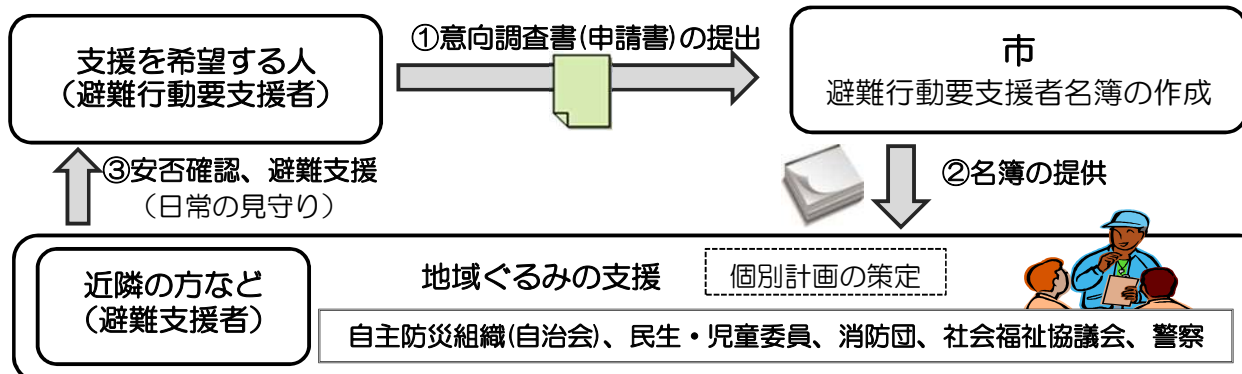 支援を希望する人
(避難行動要支援者)
①意向調査書(申請書)の提出
市
避難行動要支援者名簿の作成
③安否確認、避難支援
(日常の見守り)
②名簿の提供
近隣の方など
(避難支援者)
地域ぐるみの支援
個別計画の策定
自主防災組織(自治会)、民生・児童委員、消防団、社会福祉協議会、警察